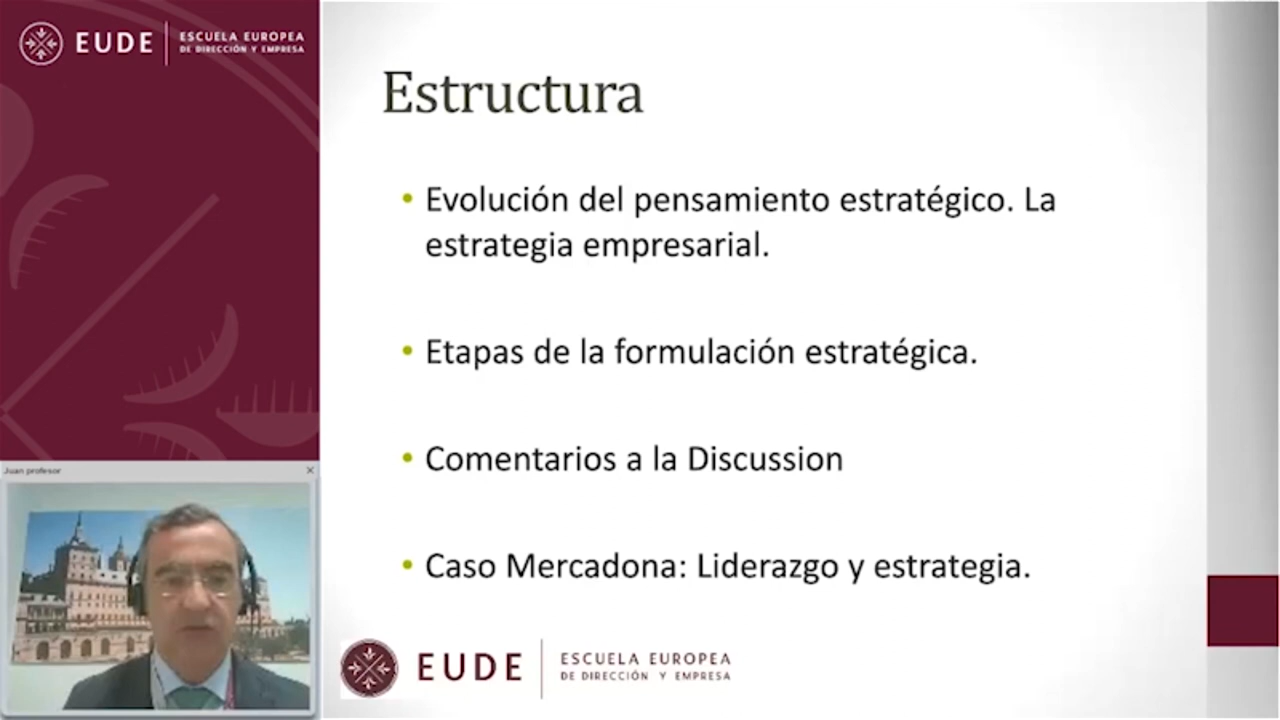 EUDE
ESCUELA EUROPEA
DE DIRECCIÓN Y EMPRESA
Estructura
• Evolución del pensamiento estratégico. La
estrategia empresarial.
• Etapas de la formulación estratégica.
• Comentarios a la Discussion
• Caso Mercadona: Liderazgo y estrategia.
Juan profesor
EUDE
ESCUELA EUROPEA
DE DIRECCIÓN Y EMPRESA